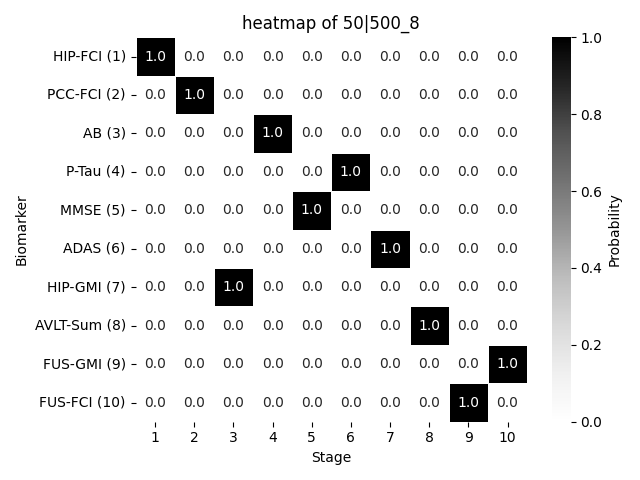 heatmap of 50|500_8
HIP-FCI (1) 1.0 0.0 0.0 0.0 0.0 0.0 0.0 0.0 0.0 0.0
PCC-FCI (2) 0.0 1.0 0.0 0.0 0.0 0.0 0.0 0.0 0.0 0.0
AB (3) 0.0 0.0 0.0 1.0 0.0 0.0 0.0 0.0 0.0 0.0
P-Tau (4) 0.0 0.0 0.0 0.0 0.0 1.0 0.0 0.0 0.0 0.0
MMSE (5) 0.0 0.0 0.0 0.0 1.0 0.0 0.0 0.0 0.0 0.0
ADAS (6) 0.0 0.0 0.0 0.0 0.0 0.0 1.0 0.0 0.0 0.0
HIP-GMI (7) 0.0 0.0 1.0 0.0 0.0 0.0 0.0 0.0 0.0 0.0
AVLT-Sum (8) 0.0 0.0 0.0 0.0 0.0 0.0 0.0 1.0 0.0 0.0
FUS-GMI (9) 0.0 0.0 0.0 0.0 0.0 0.0 0.0 0.0 0.0 1.0
FUS-FCI (10) 0.0 0.0 0.0 0.0 0.0 0.0 0.0 0.0 1.0 0.0
1 2 3 4 5 6 7 8 9 10
Stage
Biomarker
1.0
0.8
0.6
0.4
0.2
0.0
Probability